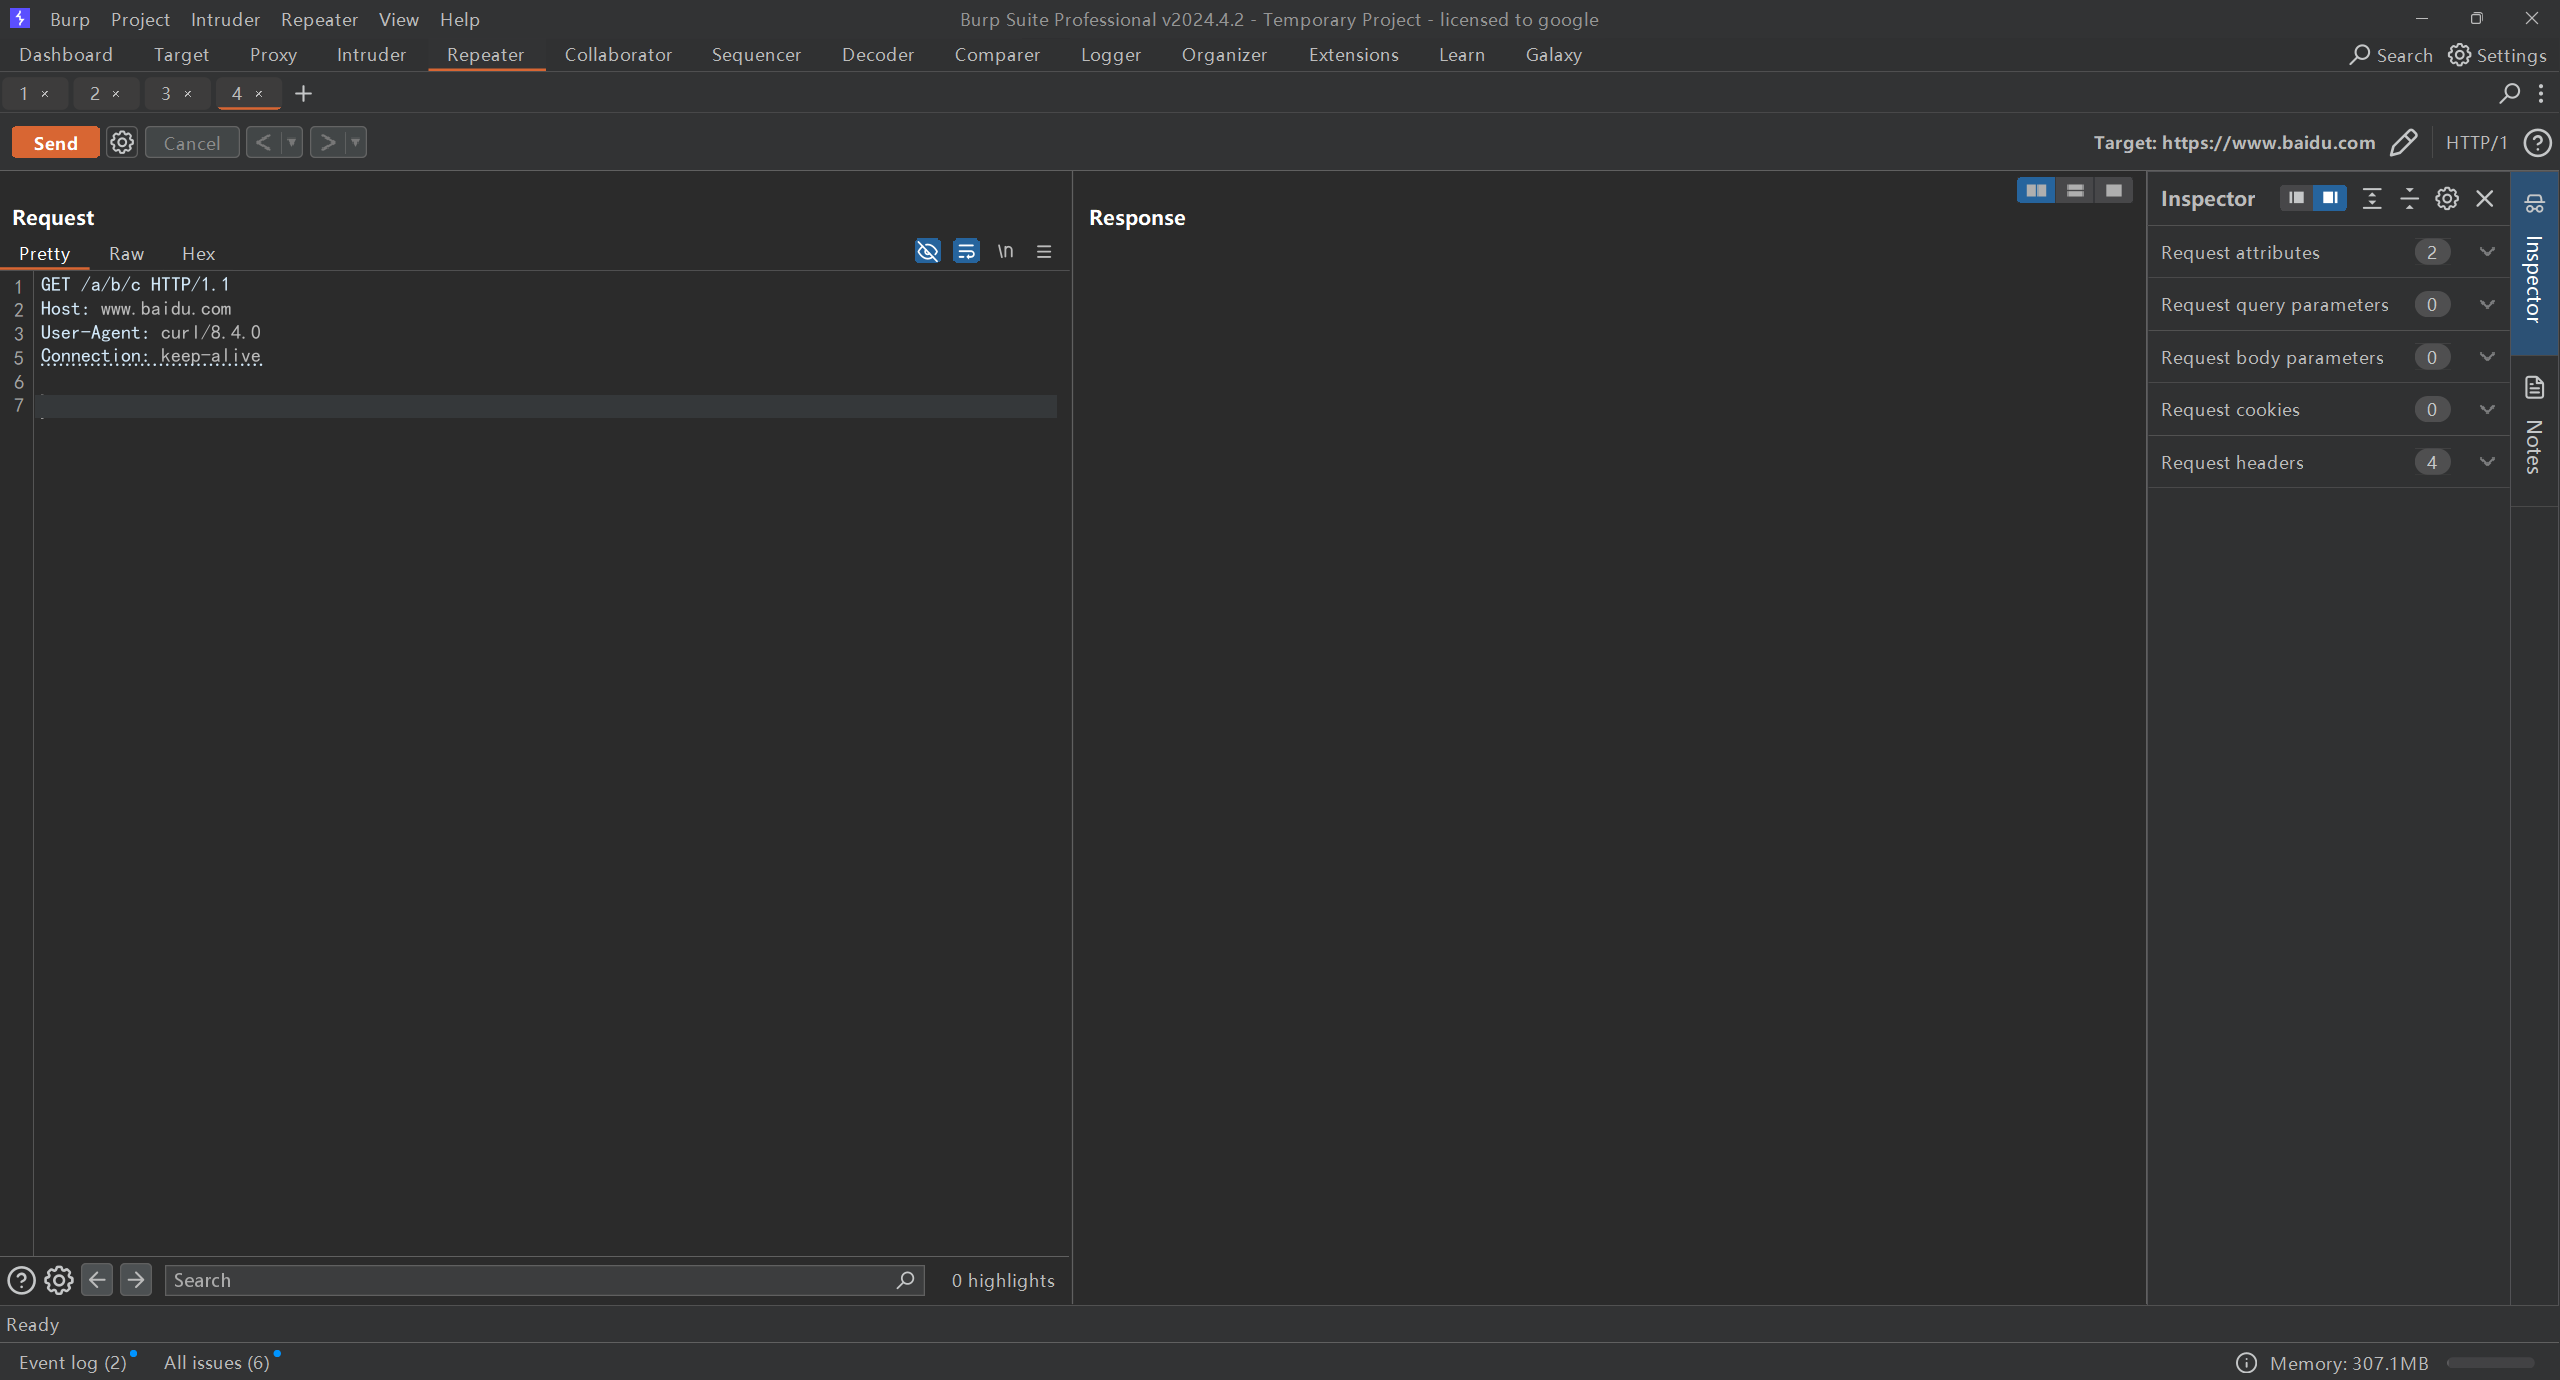 Burp Project Intruder Repeater View Help
Burp Suite Professional v2024.4.2 - Temporary Project - licensed to google
Dashboard Target Proxy Intruder Repeater Collaborator Sequencer Decoder Comparer Logger Organizer Extensions Learn Galaxy
Search Settings
1 × 2 × 3 × 4 × +
Send Cancel < >
Target: https://www.baidu.com HTTP/1
Request
Pretty Raw Hex \n
1 GET /a/b/c HTTP/1.1
2 Host: www.baidu.com
3 User-Agent: curl/8.4.0
5 Connection: keep-alive
6
7
Search
0 highlights
Response
Inspector
Request attributes 2
Request query parameters 0
Request body parameters 0
Request cookies 0
Request headers 4
Inspector
Notes
Ready
Event log (2) All issues (6)
Memory: 307.1MB